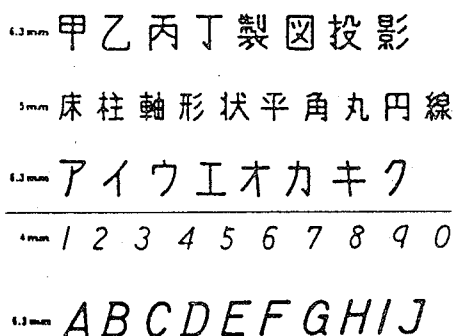 6.3mm 甲乙丙丁製図投影
5mm 床柱軸形状平角丸円線
6.3mm アイウエオカキク
4mm 1 2 3 4 5 6 7 8 9 0
6.3mm ABCDEFGHIJ